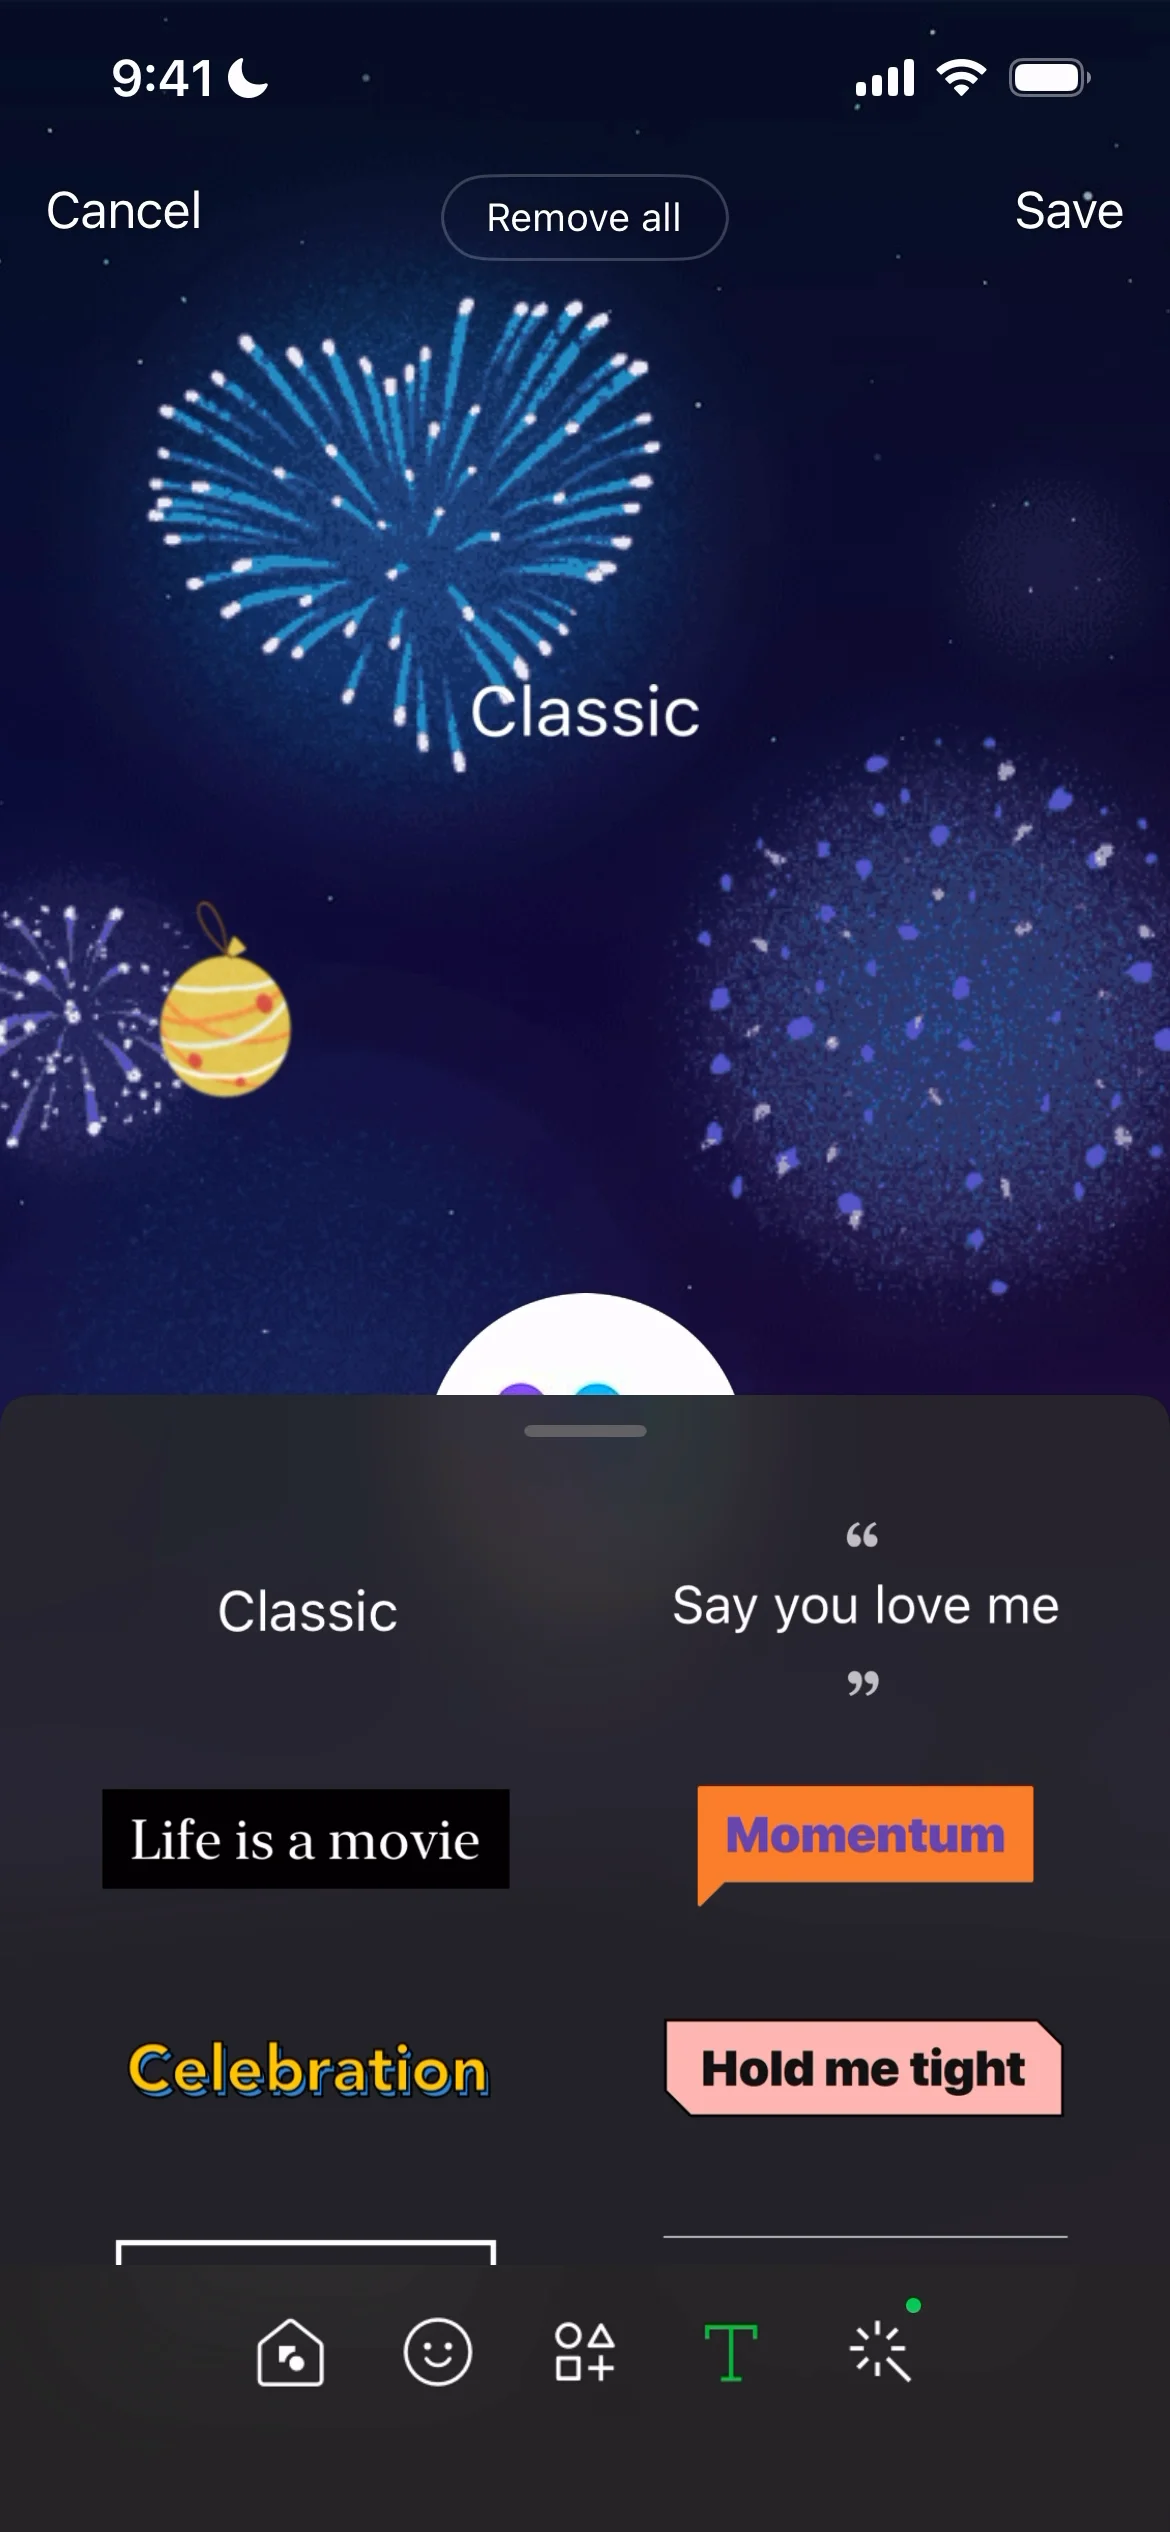 9:41
Cancel
Remove all
Save
Classic
Classic
“
Say you love me
”
Life is a movie
Momentum
Celebration
Hold me tight